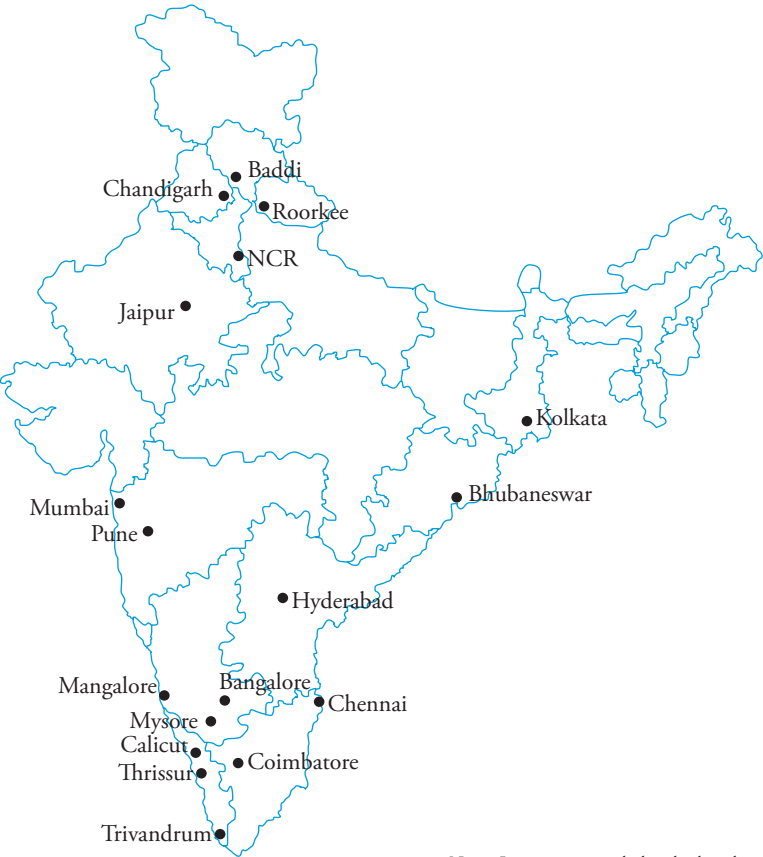 Baddi
Chandigarh
Roorkee
NCR
Jaipur
Kolkata
Bhubaneswar
Mumbai
Pune
Hyderabad
Bangalore
Mangalore
Chennai
Mysore
Calicut
Coimbatore
Thrissur
Trivandrum